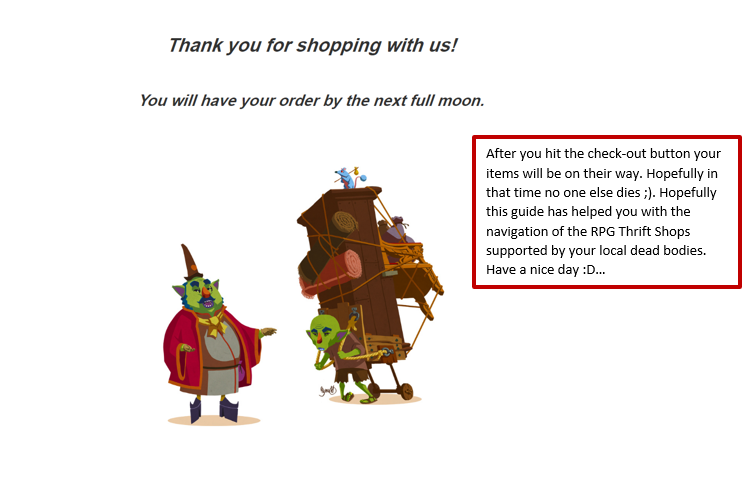 Thank you for shopping with us!
You will have your order by the next full moon.
After you hit the check-out button your
items will be on their way. Hopefully in
that time no one else dies ;). Hopefully
this guide has helped you with the
navigation of the RPG Thrift Shops
supported by your local dead bodies.
Have a nice day :D...